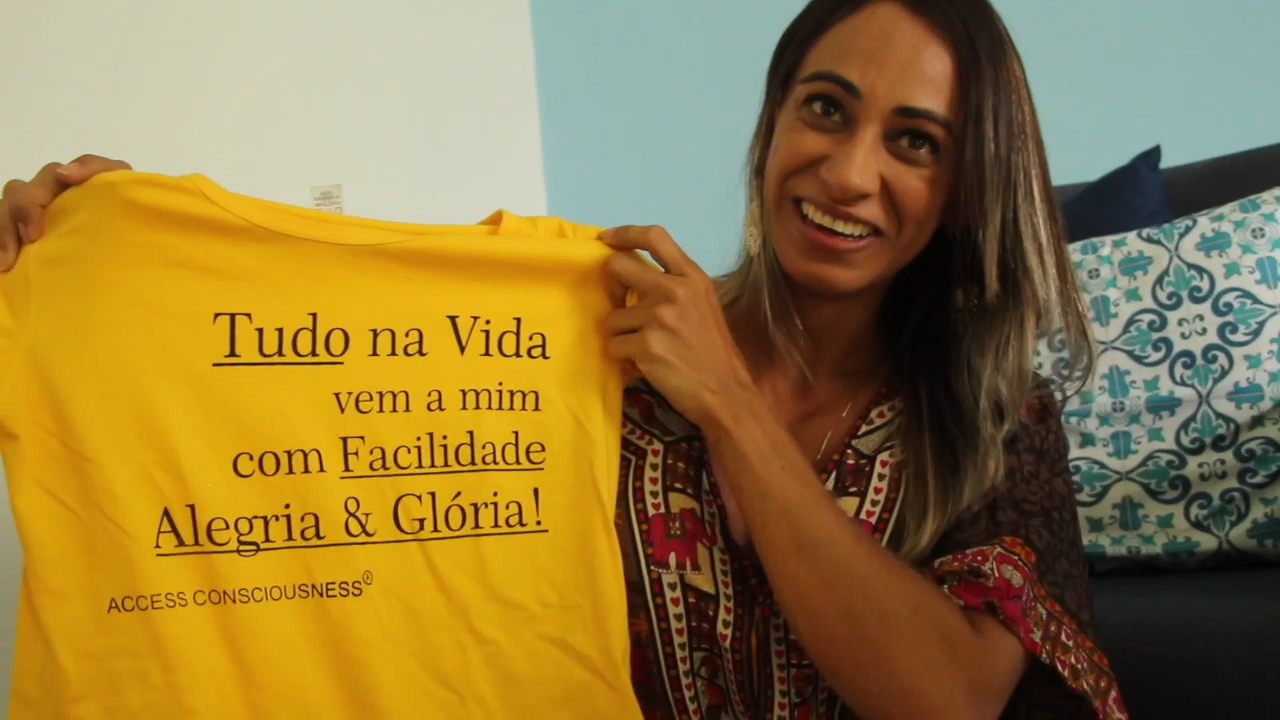 Tudo na Vida
vem a mim
com Facilidade
Alegria & Glória!
ACCESS CONSCIOUSNESS®